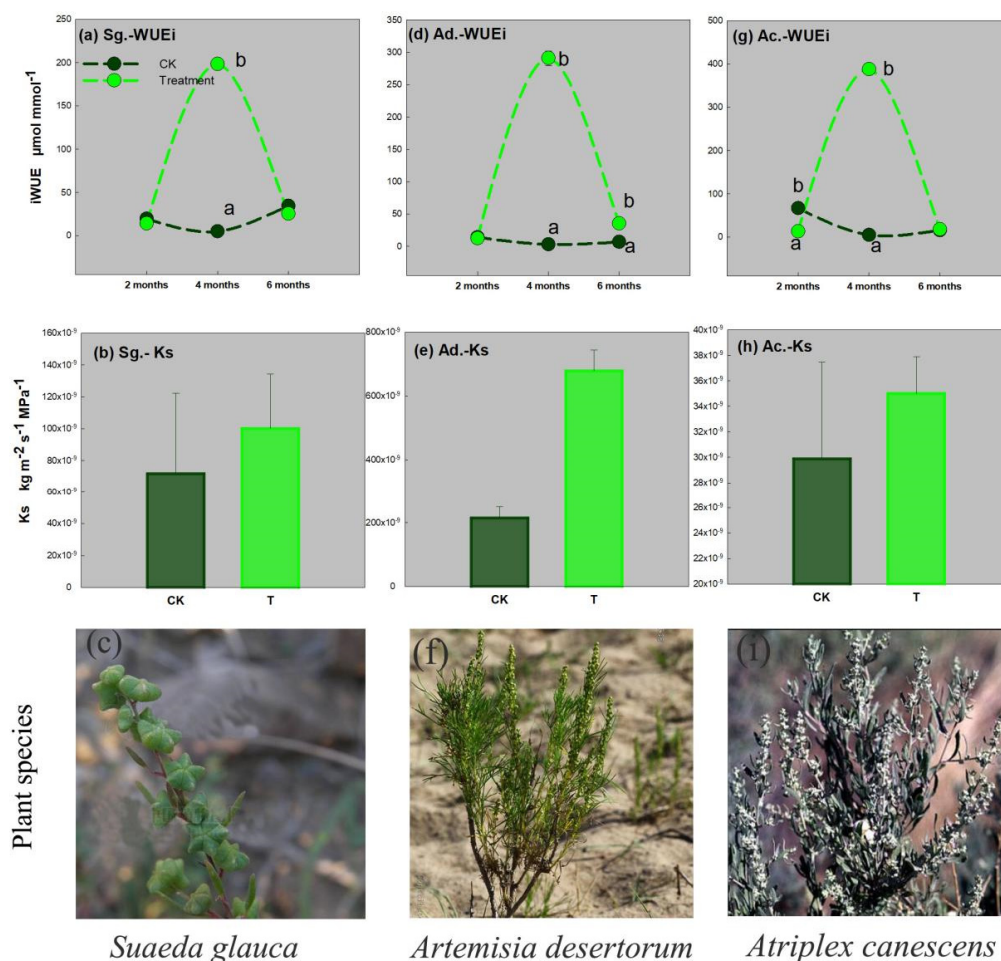 (a) Sg.-WUEi
CK
Treatment
b
a
iWUE μmol mmol⁻¹
250
200
150
100
50
0
2 months 4 months 6 months
(d) Ad.-WUEi
b
b
a
a
350
300
250
200
150
100
50
0
2 months 4 months 6 months
(g) Ac.-WUEi
b
b
a
a
500
400
300
200
100
0
2 months 4 months 6 months
(b) Sg.- Ks
Ks kg m⁻² s⁻¹ MPa⁻¹
160x10⁻⁹
140x10⁻⁹
120x10⁻⁹
100x10⁻⁹
80x10⁻⁹
60x10⁻⁹
40x10⁻⁹
20x10⁻⁹
0
CK T
(e) Ad.-Ks
800x10⁻⁹
600x10⁻⁹
400x10⁻⁹
200x10⁻⁹
0
CK T
(h) Ac.-Ks
40x10⁻⁹
38x10⁻⁹
36x10⁻⁹
34x10⁻⁹
32x10⁻⁹
30x10⁻⁹
28x10⁻⁹
26x10⁻⁹
24x10⁻⁹
22x10⁻⁹
20x10⁻⁹
CK T
Plant species
(c)
(f)
(i)
Suaeda glauca
Artemisia desertorum
Atriplex canescens